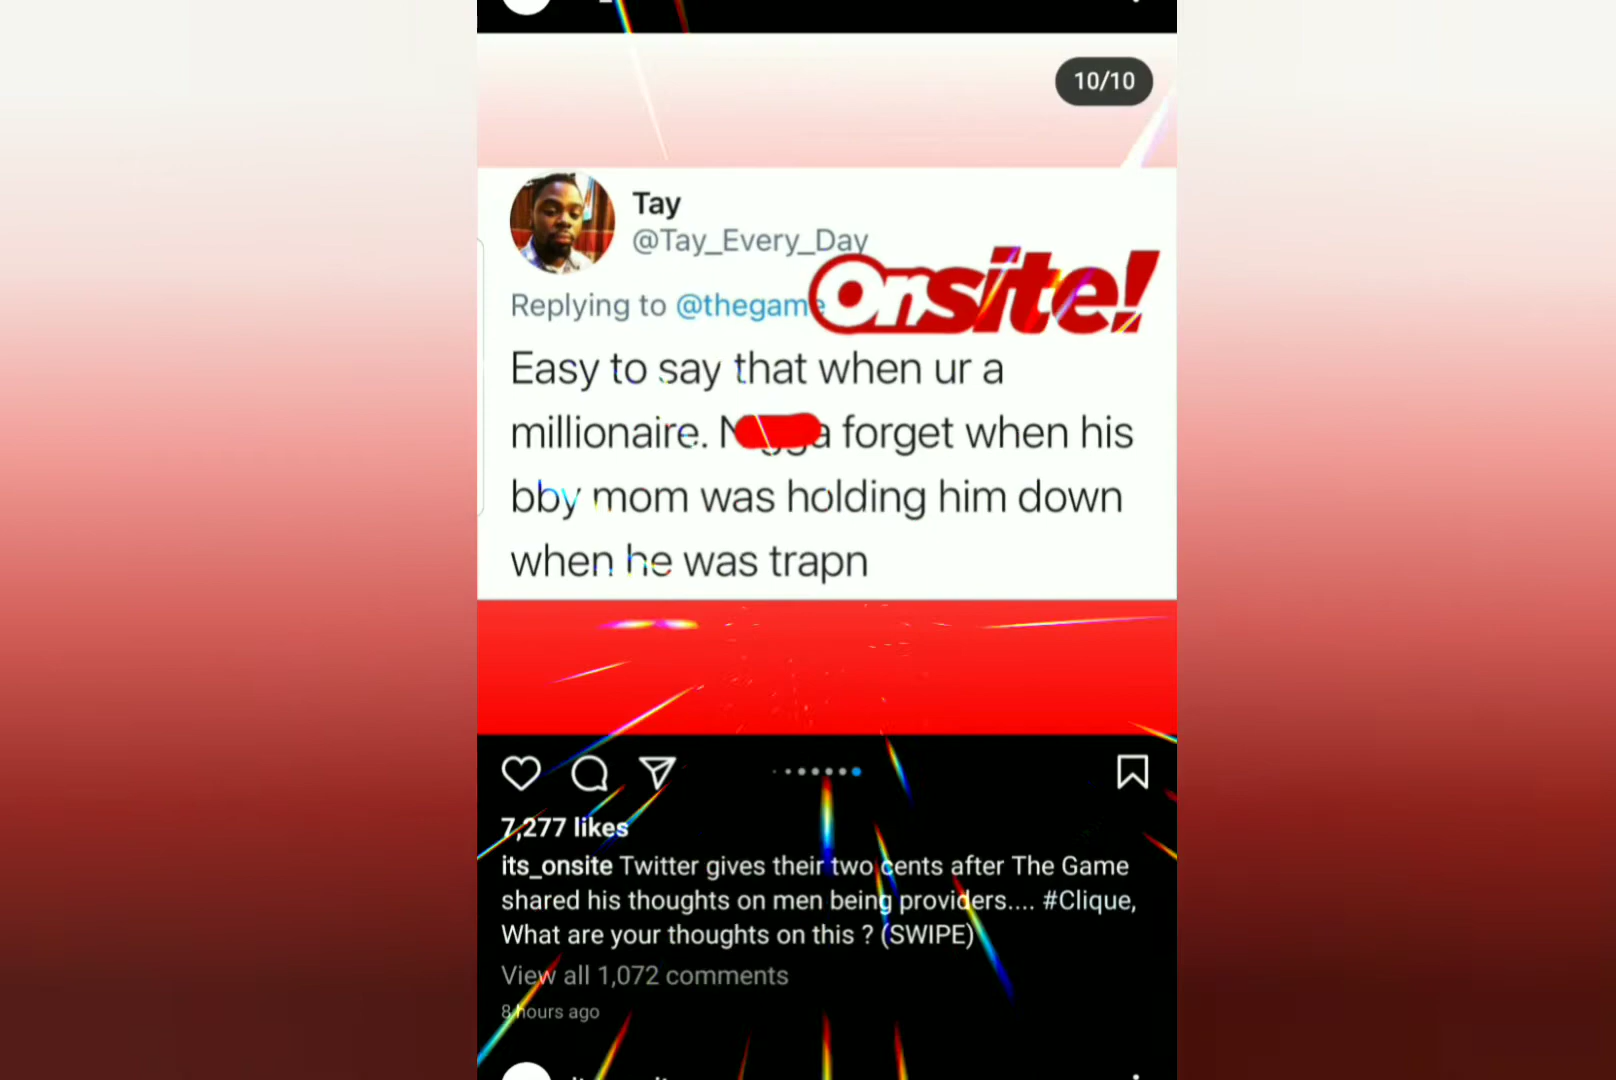 10/10
Tay
@Tay_Every_Day
Onsite!
Replying to @thegame
Easy to say that when ur a
millionaire. forget when his
bby mom was holding him down
when he was trapn
7,277 likes
its_onsite Twitter gives their two cents after The Game
shared his thoughts on men being providers.... #Clique,
What are your thoughts on this ? (SWIPE)
View all 1,072 comments
8 hours ago